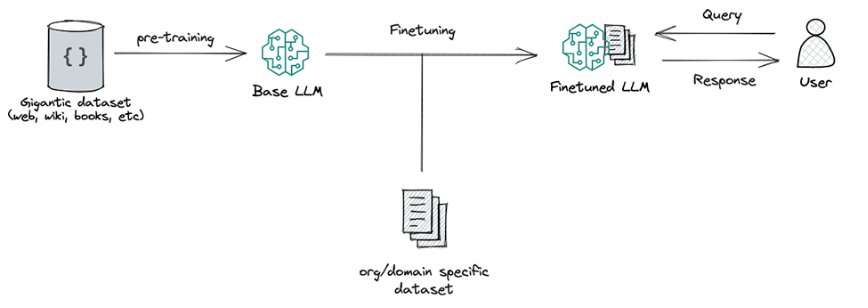 pre-training
Finetuning
Query
{ }
Response
Gigantic dataset
(web, wiki, books, etc)
Base LLM
Finetuned LLM
User
org/domain specific
dataset